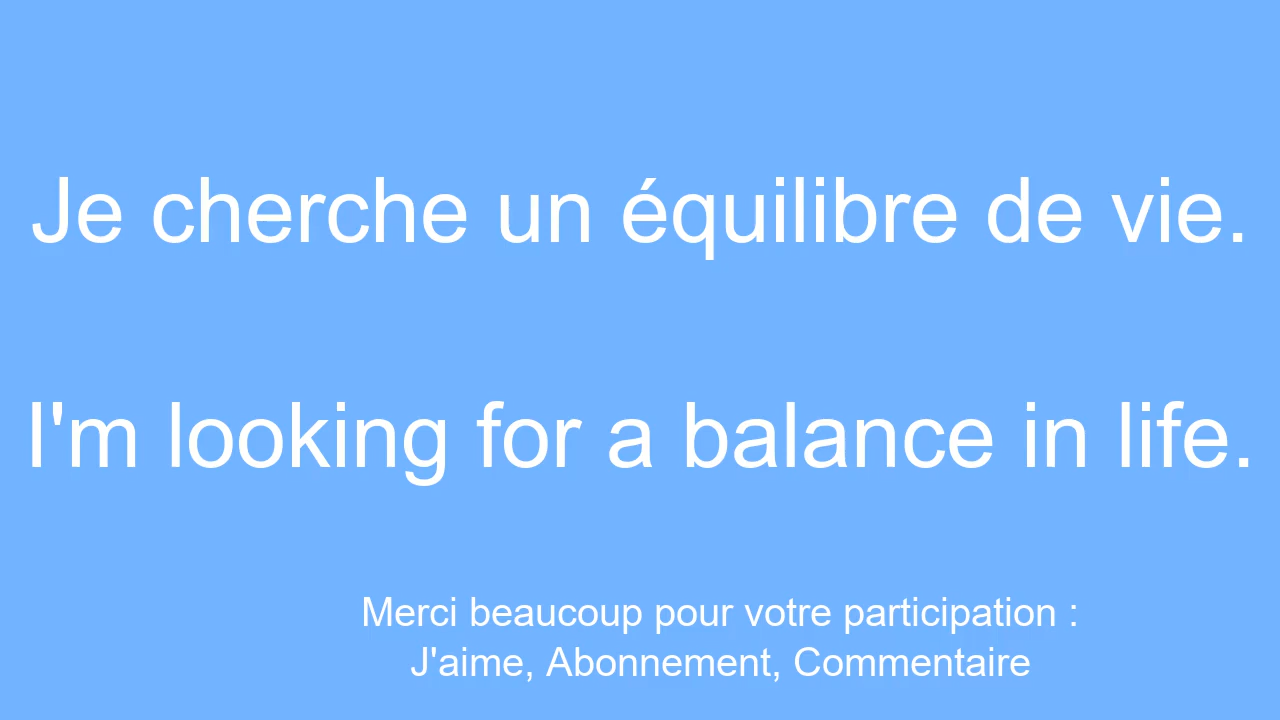 Je cherche un équilibre de vie.
I'm looking for a balance in life.
Merci beaucoup pour votre participation :
J'aime, Abonnement, Commentaire